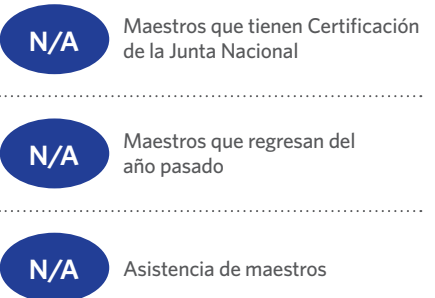 N/A
Maestros que tienen Certificación
de la Junta Nacional
N/A
Maestros que regresan del
año pasado
N/A
Asistencia de maestros